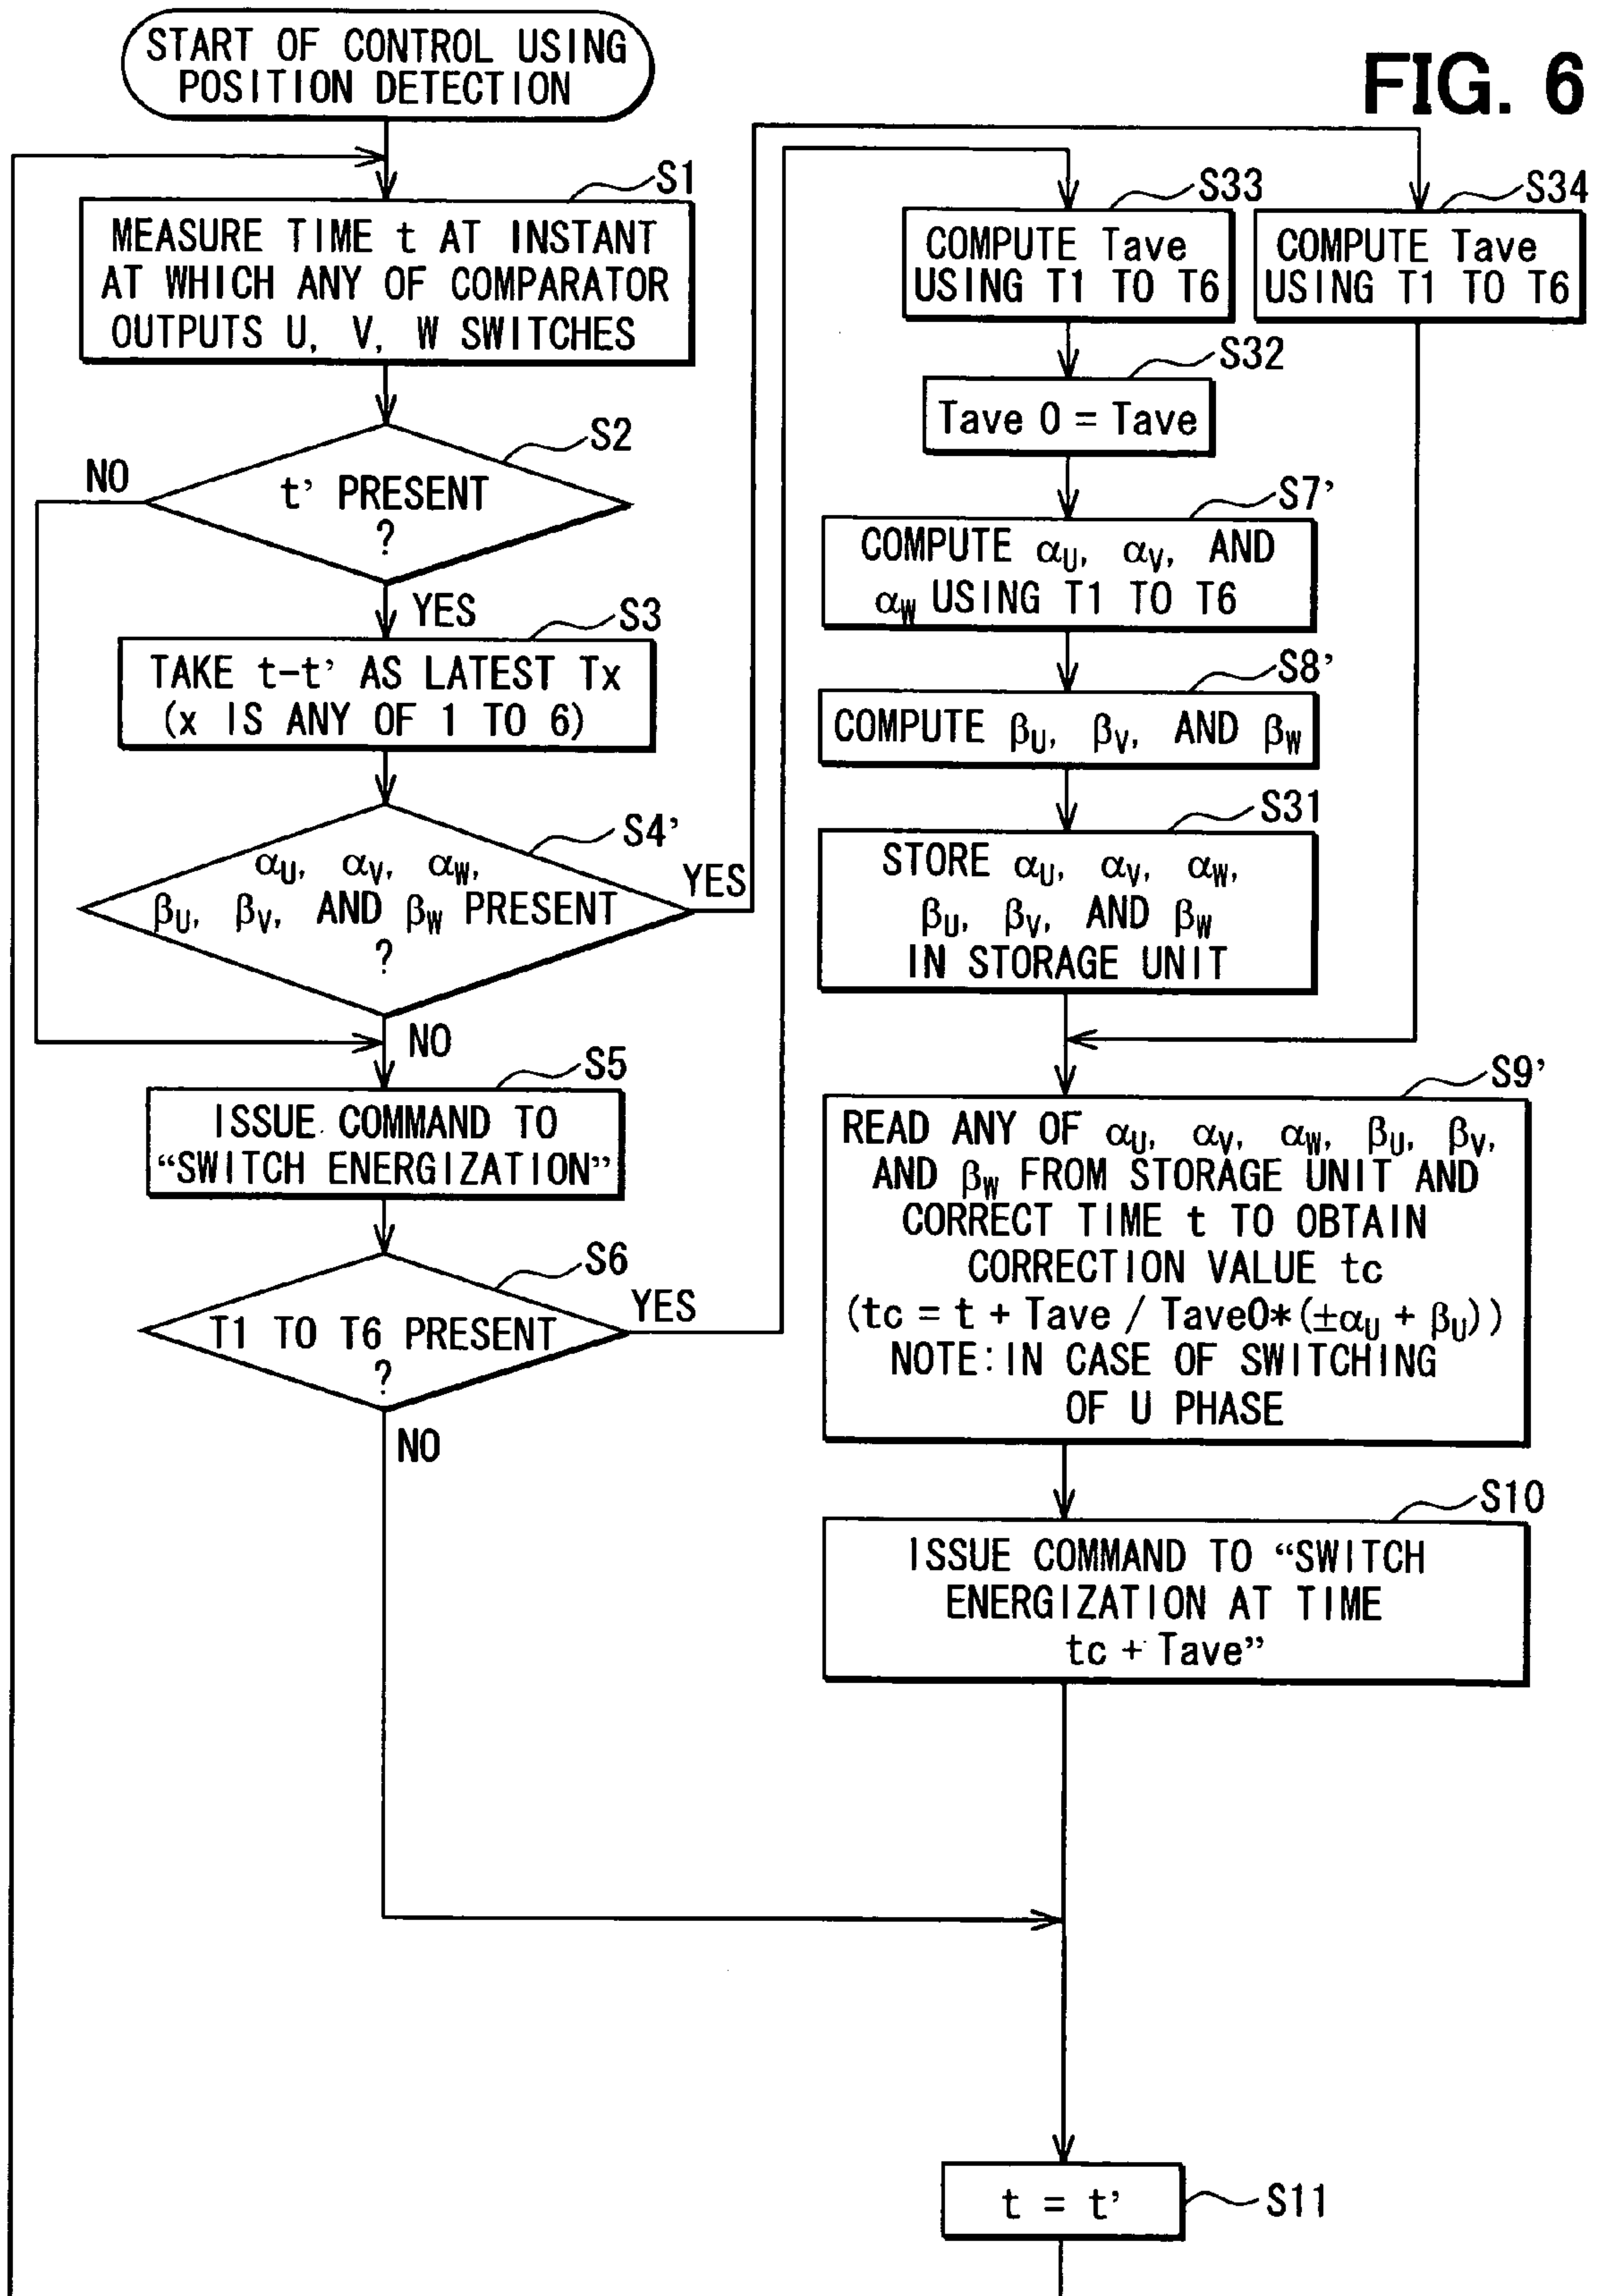 FIG. 6
START OF CONTROL USING
POSITION DETECTION
S1
MEASURE TIME t AT INSTANT
AT WHICH ANY OF COMPARATOR
OUTPUTS U, V, W SWITCHES
S2
NO
t' PRESENT
?
YES
S3
TAKE t-t' AS LATEST Tx
(x IS ANY OF 1 TO 6)
S4'
αU, αV, αW,
βU, βV, AND βW PRESENT
?
YES
NO
S5
ISSUE COMMAND TO
“SWITCH ENERGIZATION”
S6
T1 TO T6 PRESENT
?
YES
NO
S33
COMPUTE Tave
USING T1 TO T6
S34
COMPUTE Tave
USING T1 TO T6
S32
Tave 0 = Tave
S7'
COMPUTE αU, αV, AND
αW USING T1 TO T6
S8'
COMPUTE βU, βV, AND βW
S31
STORE αU, αV, αW,
βU, βV, AND βW
IN STORAGE UNIT
S9'
READ ANY OF αU, αV, αW, βU, βV,
AND βW FROM STORAGE UNIT AND
CORRECT TIME t TO OBTAIN
CORRECTION VALUE tc
(tc = t + Tave / Tave0*(±αU + βU))
NOTE:IN CASE OF SWITCHING
OF U PHASE
S10
ISSUE COMMAND TO “SWITCH
ENERGIZATION AT TIME
tc + Tave”
t = t'
S11